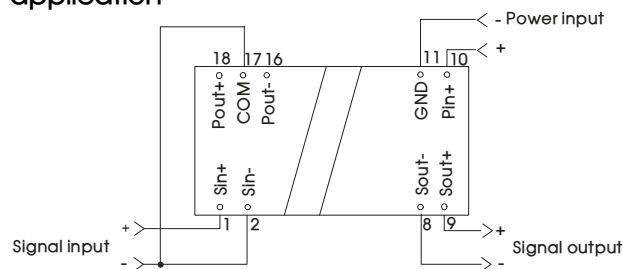 application
- Power input
+
18 17 16 11 10
Pout+ COM Pout- GND Pin+
Sin+ Sin- Sout- Sout+
1 2 8 9
+ +
Signal input Signal output
- -